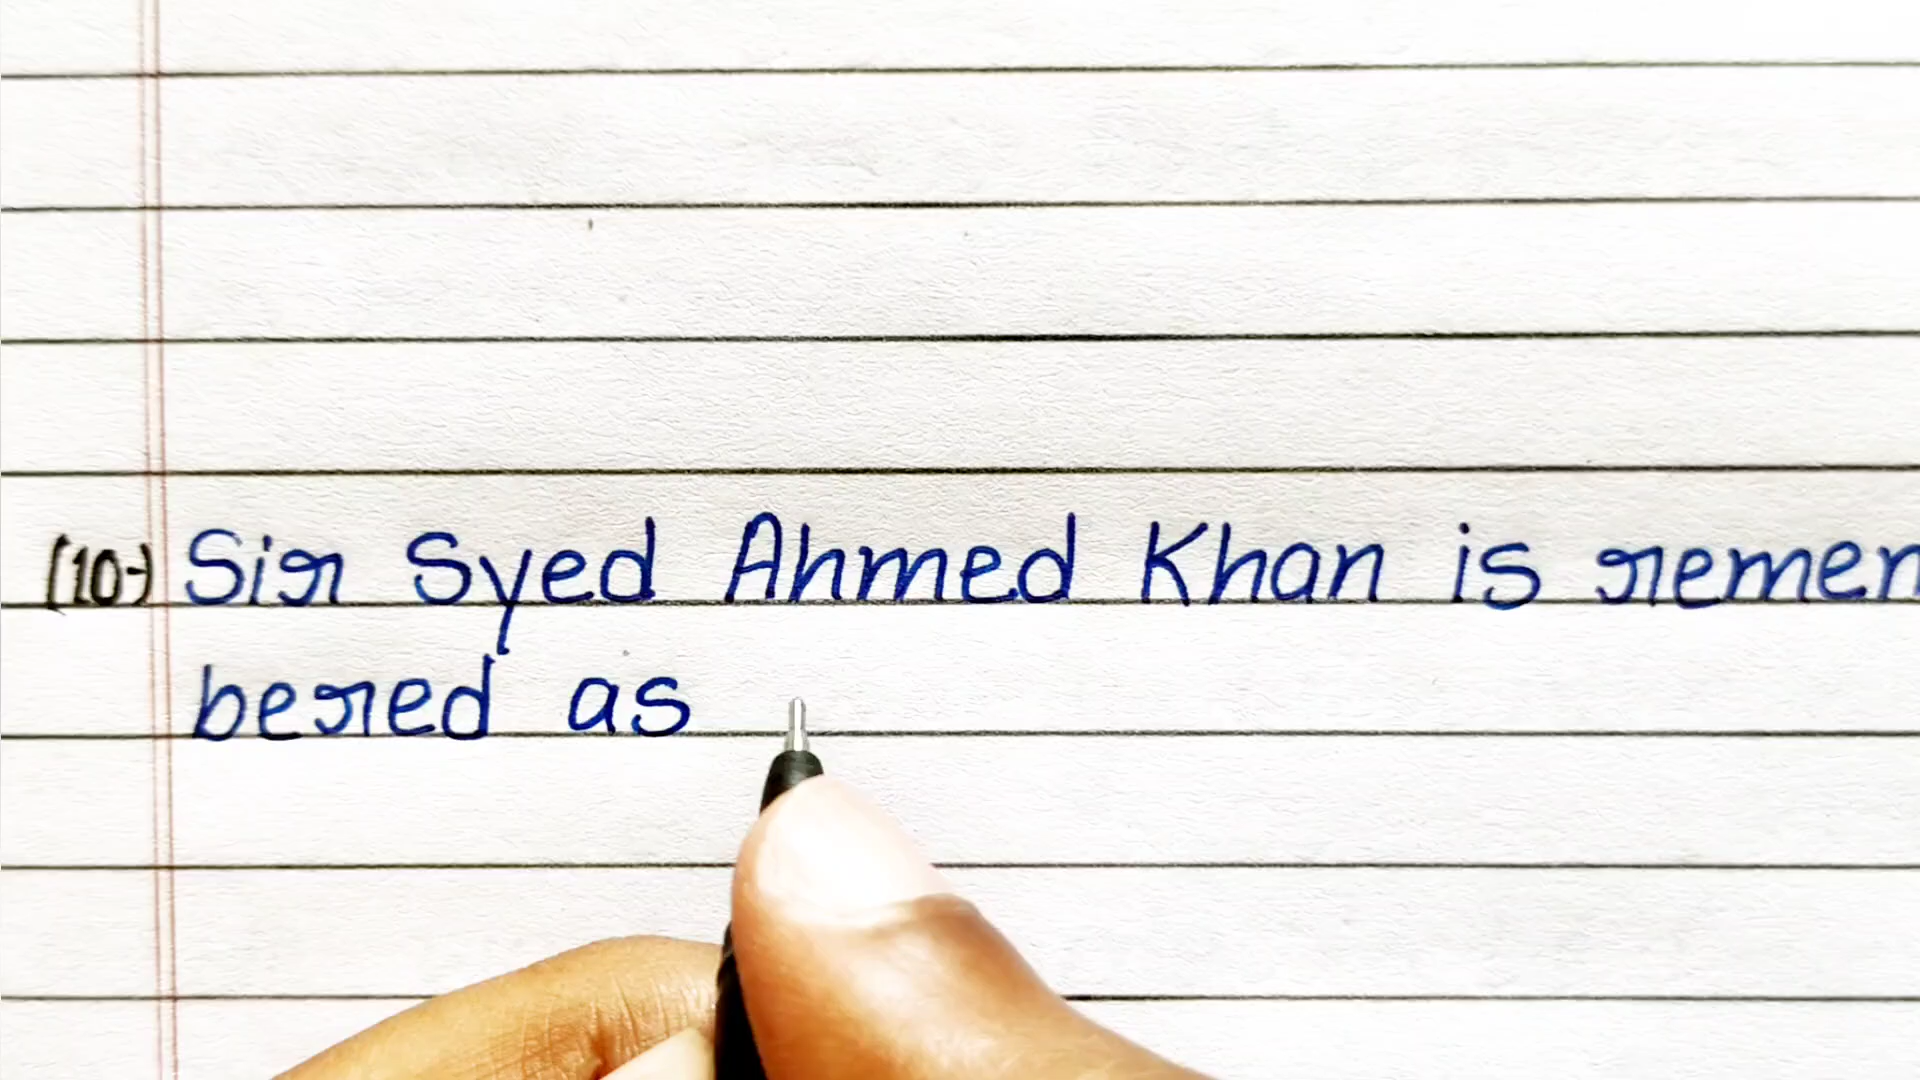 (10-) Sir Syed Ahmed Khan is remem
bered as